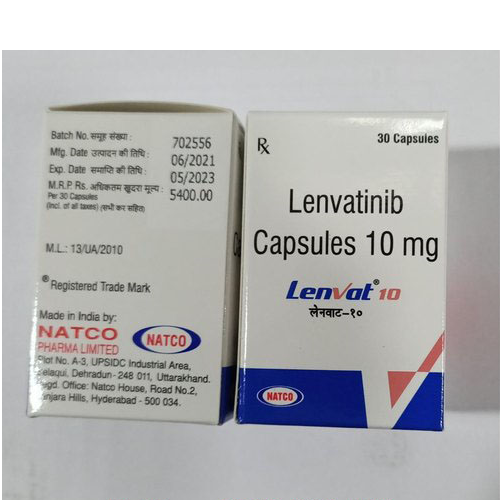 Batch No. समूह संख्या : 702556
Mfg. Date उत्पादन की तिथि : 06/2021
Exp. Date समाप्ति की तिथि : 05/2023
M.R.P. Rs. अधिकतम खुदरा मूल्य : 5400.00
Per 30 Capsules
(Incl. of all taxes) (सभी कर सहित)
M.L.: 13/UA/2010
® Registered Trade Mark
Made in India by:
NATCO
PHARMA LIMITED
NATCO
Plot No. A-3, UPSIDC Industrial Area,
Selaqui, Dehradun- 248 011, Uttarakhand.
Regd. Office: Natco House, Road No.2,
Banjara Hills, Hyderabad - 500 034.
Rx
30 Capsules
Lenvatinib
Capsules 10 mg
Lenvat® 10
लेनवाट-१०
NATCO